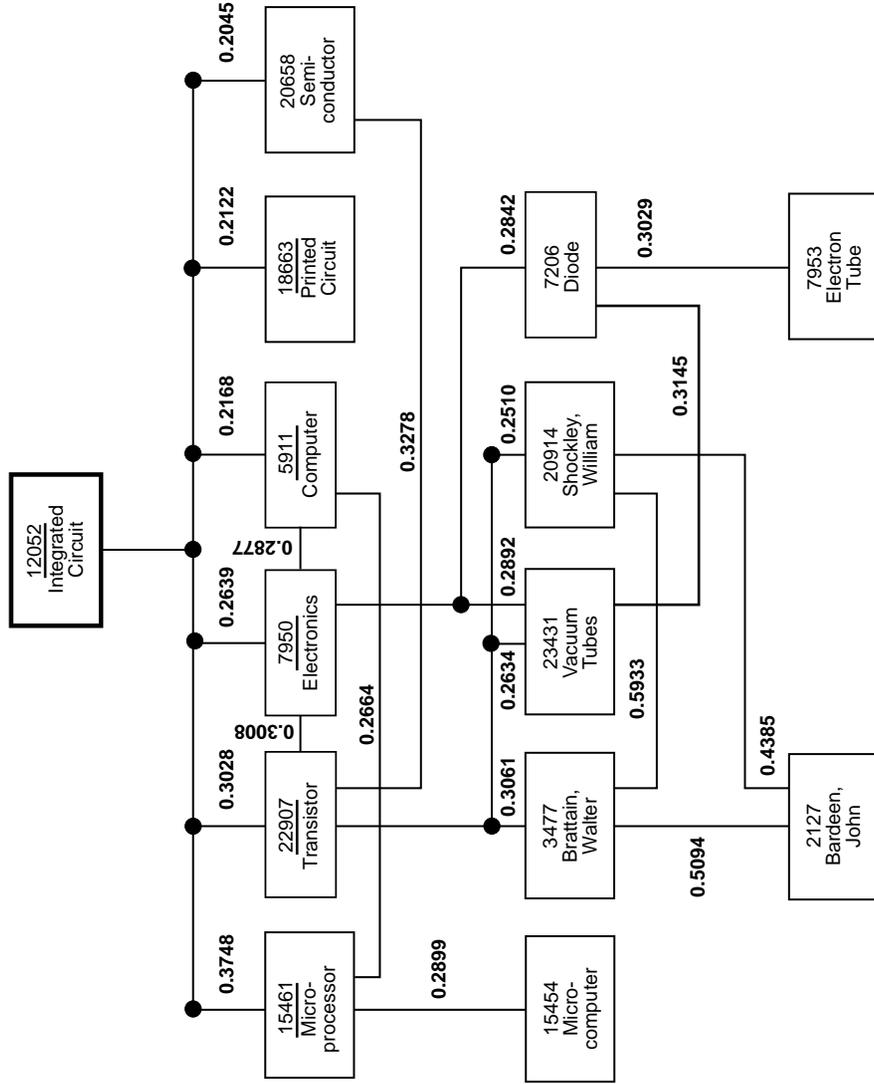 12052
Integrated
Circuit
0.3748
0.3028
0.2639
0.2168
0.2122
0.2045
15461
Micro-
processor
22907
Transistor
0.3008
7950
Electronics
0.2877
5911
Computer
18663
Printed
Circuit
20658
Semi-
conductor
0.2664
0.3278
0.2899
0.3061
0.2634
0.2892
0.2510
0.2842
15454
Micro-
computer
3477
Brattain,
Walter
23431
Vacuum
Tubes
20914
Shockley,
William
7206
Diode
0.5933
0.3145
0.3029
0.5094
0.4385
2127
Bardeen,
John
7953
Electron
Tube